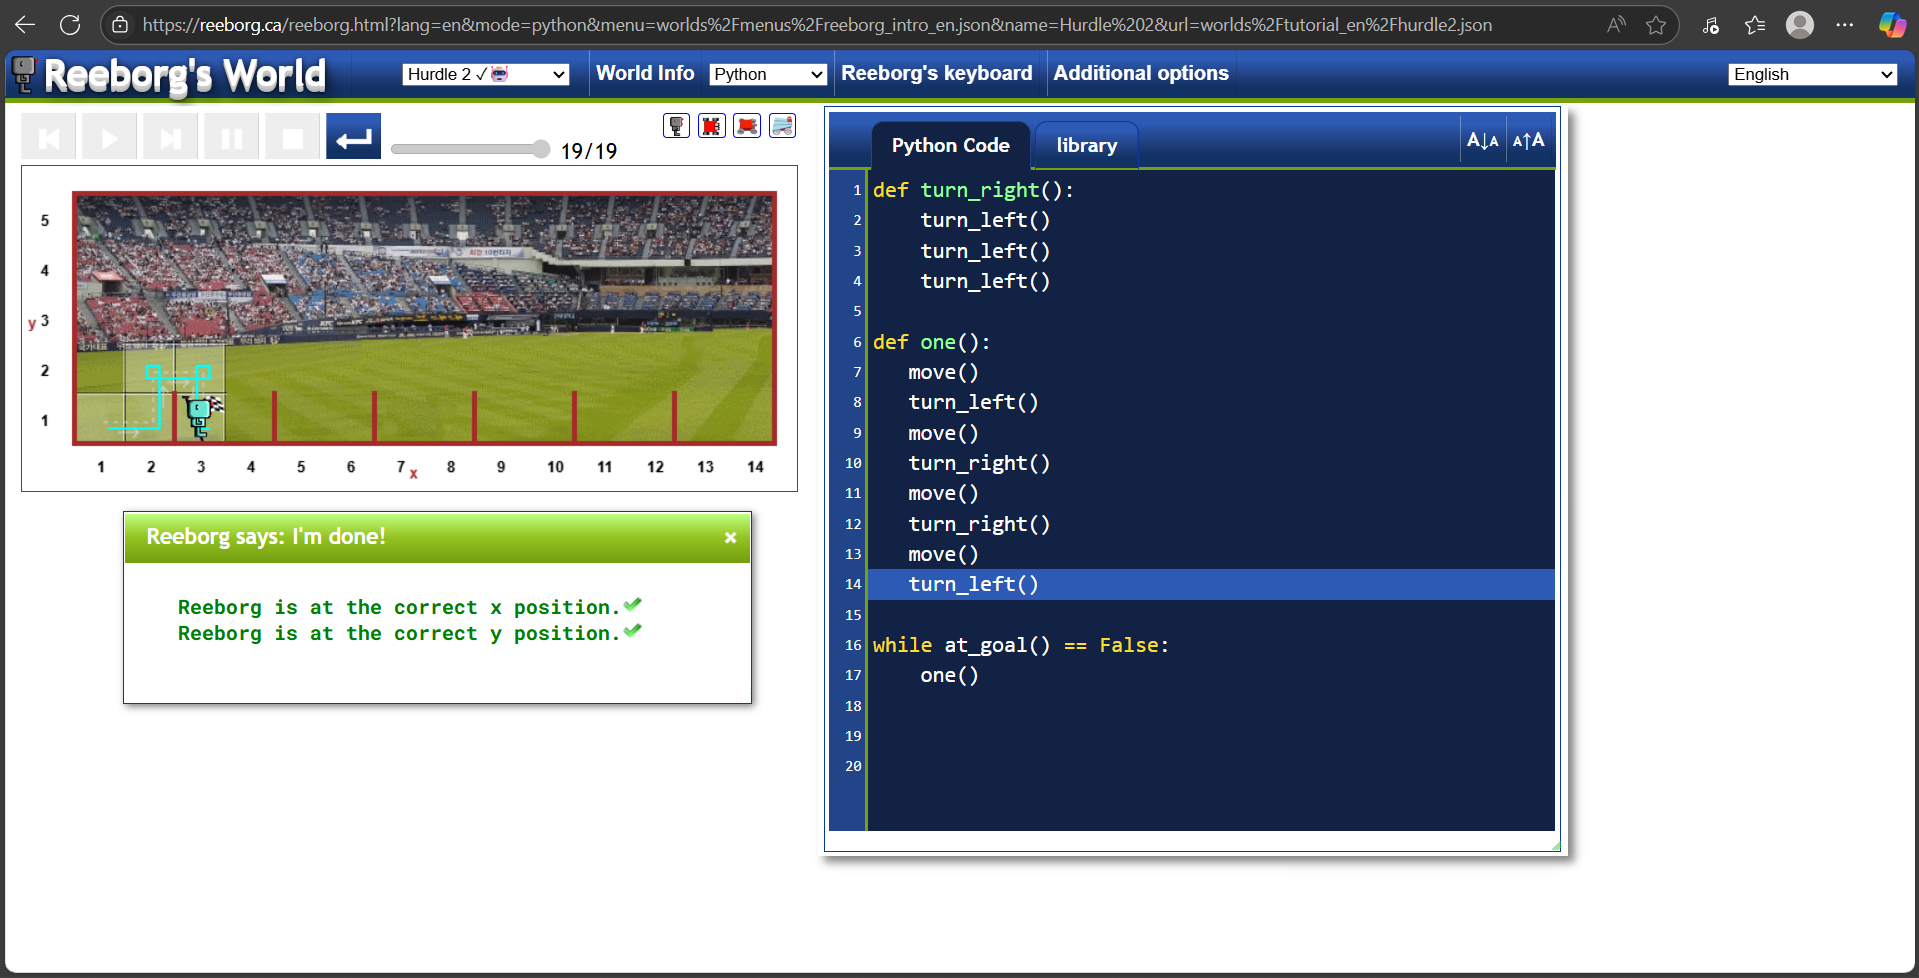 https://reeborg.ca/reeborg.html?lang=en&mode=python&menu=worlds%2Fmenus%2Freeborg_intro_en.json&name=Hurdle%202&url=worlds%2Ftutorial_en%2Fhurdle2.json
Reeborg's World
Hurdle 2 ✓
World Info
Python
Reeborg's keyboard
Additional options
English
19/19
5
4
y 3
2
1
1 2 3 4 5 6 7 x 8 9 10 11 12 13 14
Reeborg says: I'm done! ×
Reeborg is at the correct x position.
Reeborg is at the correct y position.
Python Code
library
A↓A
A↑A
1 def turn_right():
2 turn_left()
3 turn_left()
4 turn_left()
5
6 def one():
7 move()
8 turn_left()
9 move()
10 turn_right()
11 move()
12 turn_right()
13 move()
14 turn_left()
15
16 while at_goal() == False:
17 one()
18
19
20